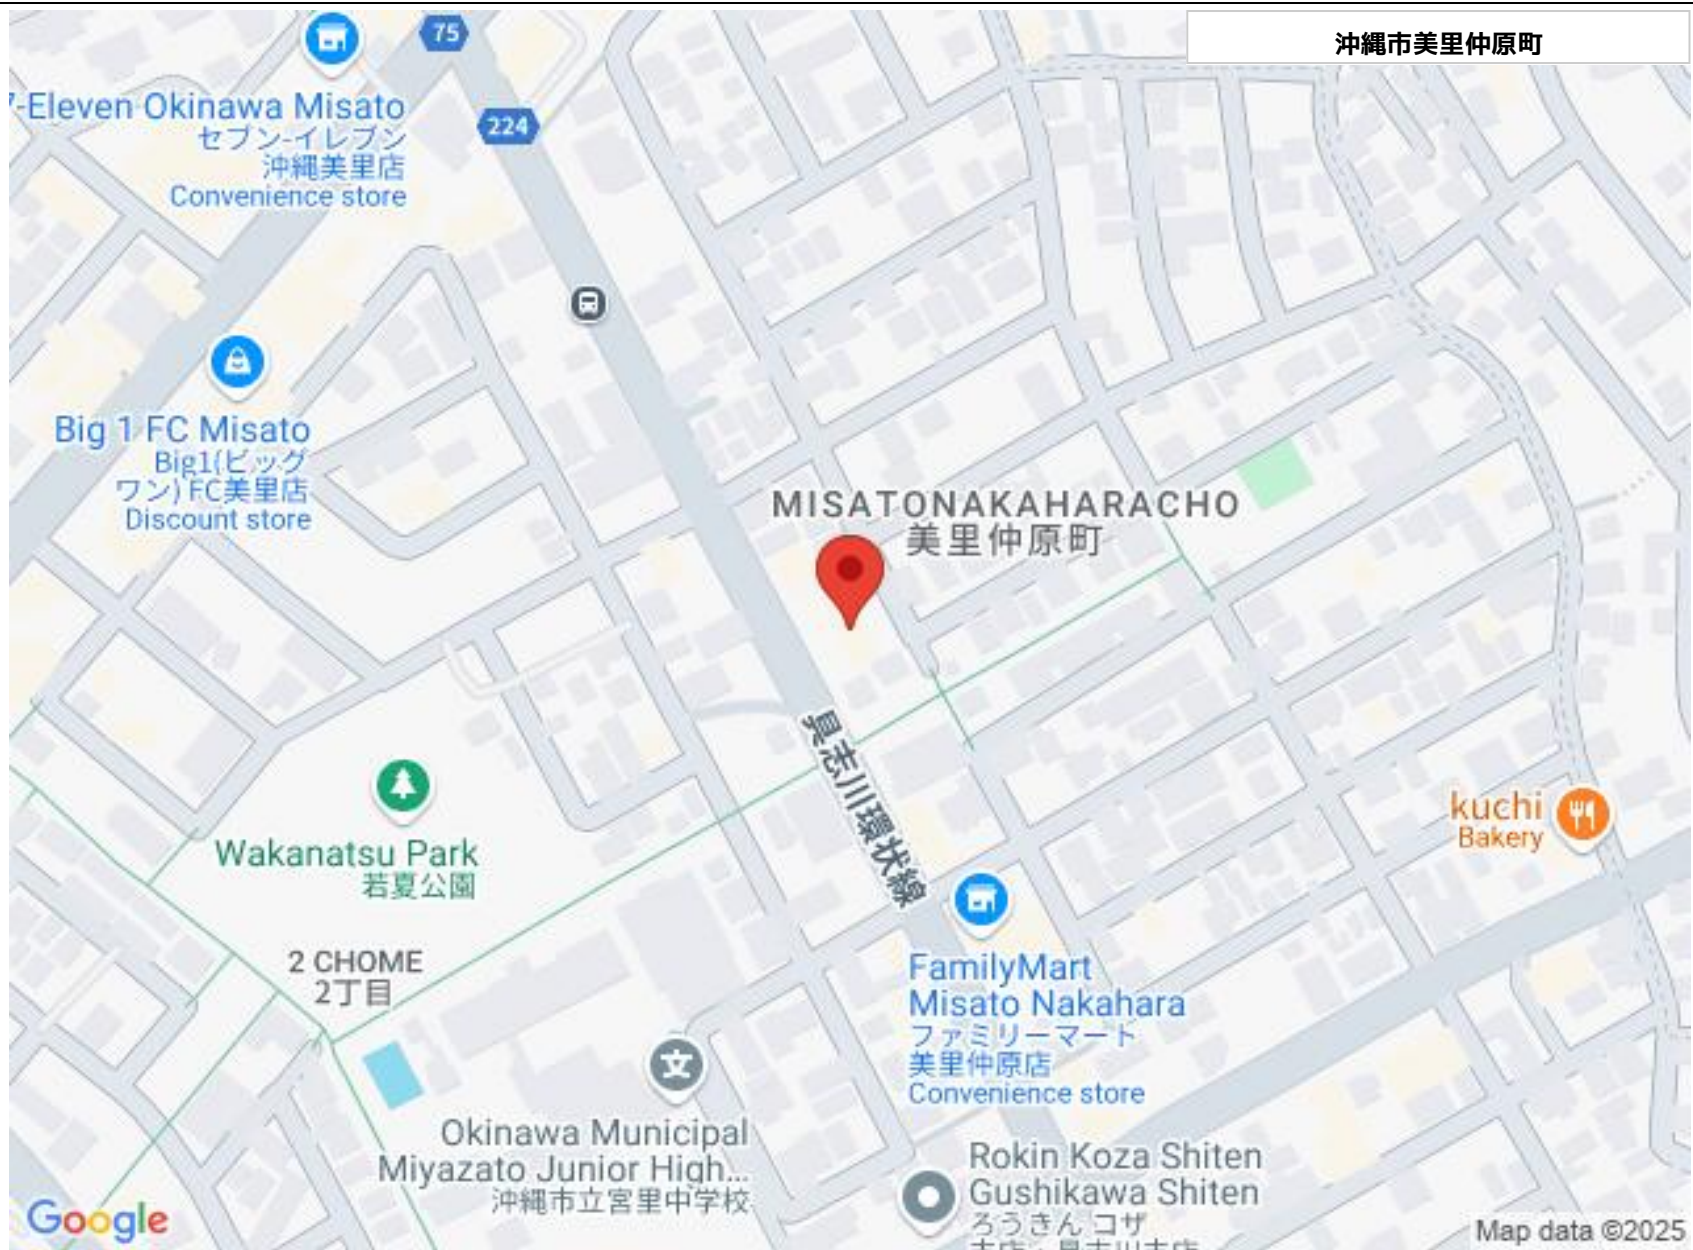 75
沖縄市美里仲原町
7-Eleven Okinawa Misato
セブン-イレブン
沖縄美里店
Convenience store
224
Big 1 FC Misato
Big1(ビッグ
ワン) FC美里店
Discount store
MISATONAKAHARACHO
美里仲原町
具志川環状線
Wakanatsu Park
若夏公園
kuchi
Bakery
2 CHOME
2丁目
FamilyMart
Misato Nakahara
ファミリーマート
美里仲原店
Convenience store
文
Okinawa Municipal
Miyazato Junior High...
沖縄市立宮里中学校
Rokin Koza Shiten
Gushikawa Shiten
ろうきん コザ
Google
Map data ©2025